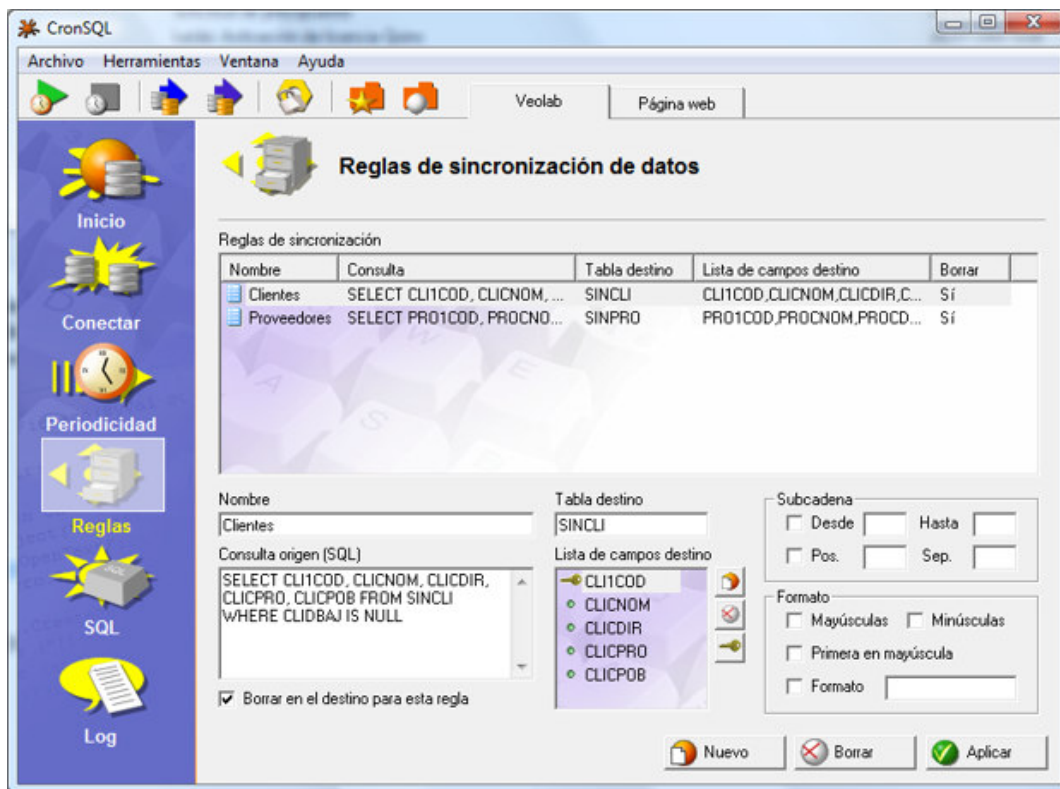 CronSQL
Archivo Herramientas Ventana Ayuda
Veolab Página web
Inicio
Conectar
Periodicidad
Reglas
SQL
Log
Reglas de sincronización de datos
Reglas de sincronización
Nombre Consulta Tabla destino Lista de campos destino Borrar
Clientes SELECT CLI1COD, CLICNOM, ... SINCLI CLI1COD,CLICNOM,CLICDIR,C... Sí
Proveedores SELECT PRO1COD, PROCNO... SINPRO PRO1COD,PROCNOM,PROCD... Sí
Nombre
Clientes
Consulta origen (SQL)
SELECT CLI1COD, CLICNOM, CLICDIR,
CLICPRO, CLICPOB FROM SINCLI
WHERE CLIDBAJ IS NULL
Borrar en el destino para esta regla
Tabla destino
SINCLI
Lista de campos destino
CLI1COD
CLICNOM
CLICDIR
CLICPRO
CLICPOB
Subcadena
Desde Hasta
Pos. Sep.
Formato
Mayúsculas Minúsculas
Primera en mayúscula
Formato
Nuevo Borrar Aplicar